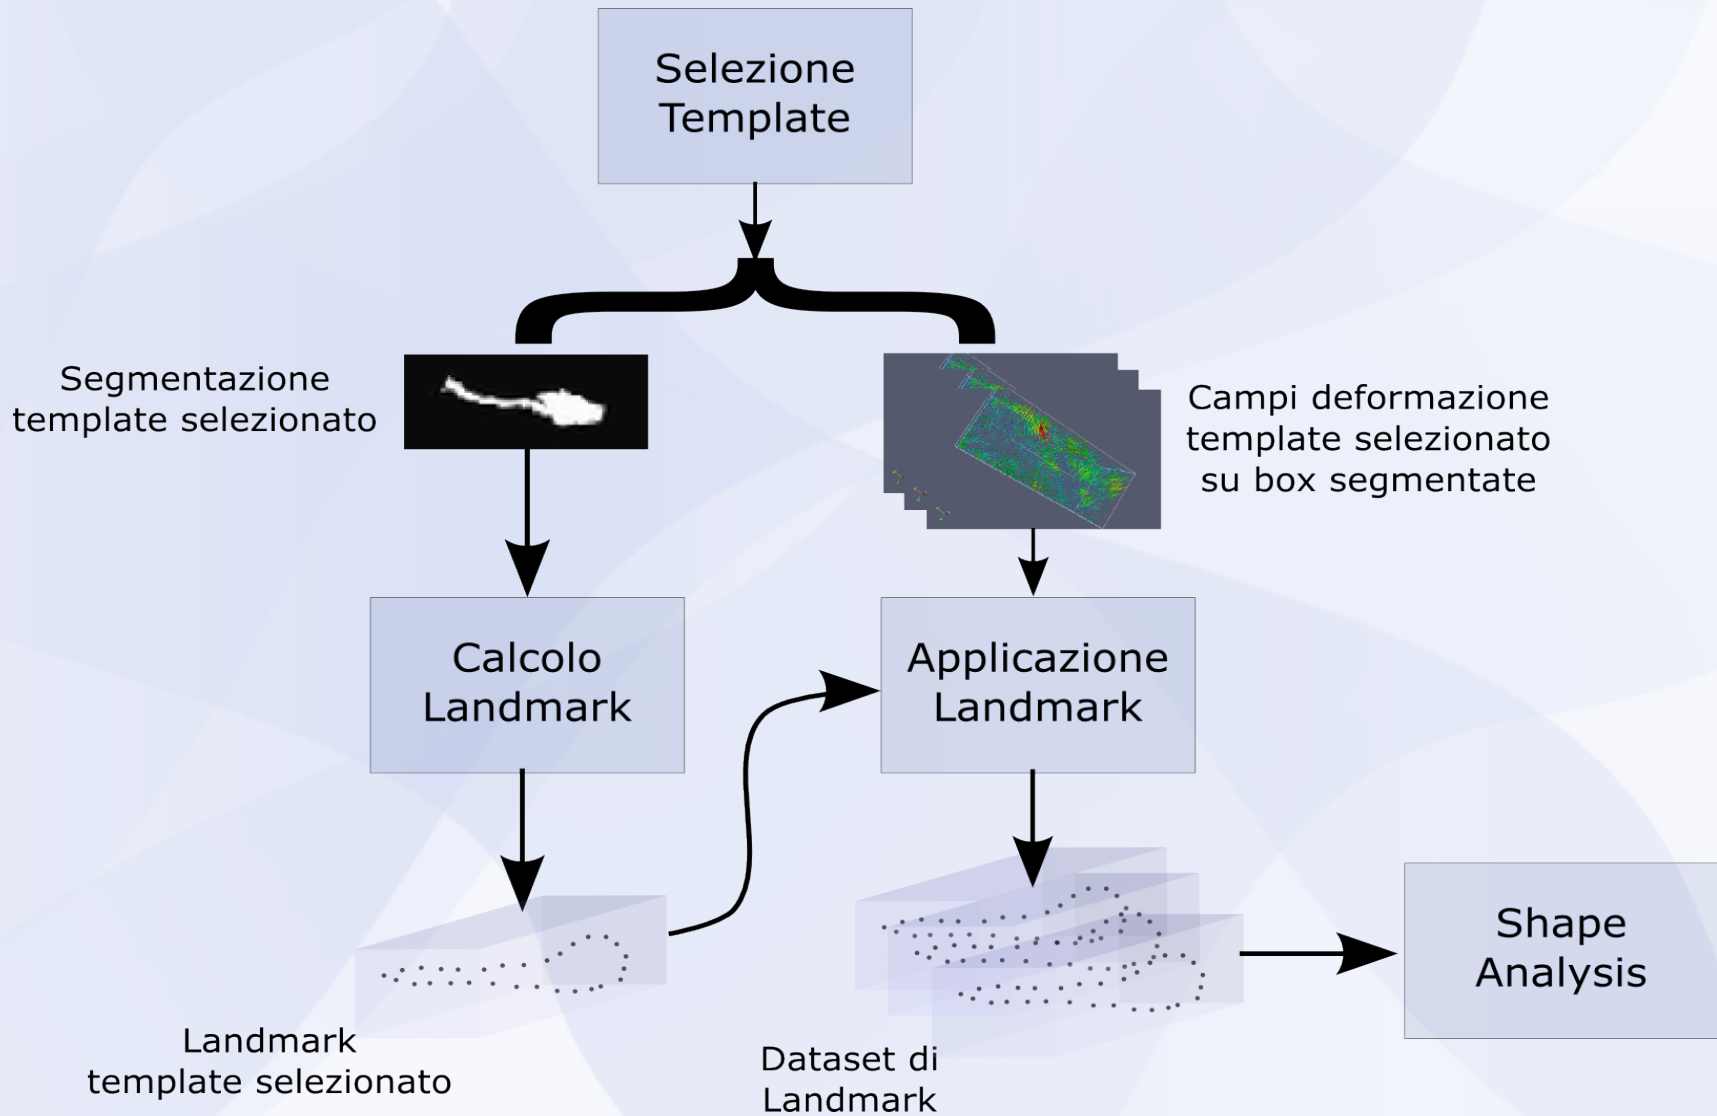 Selezione
Template
Segmentazione
template selezionato
Campi deformazione
template selezionato
su box segmentate
Calcolo
Landmark
Applicazione
Landmark
Shape
Analysis
Landmark
template selezionato
Dataset di
Landmark